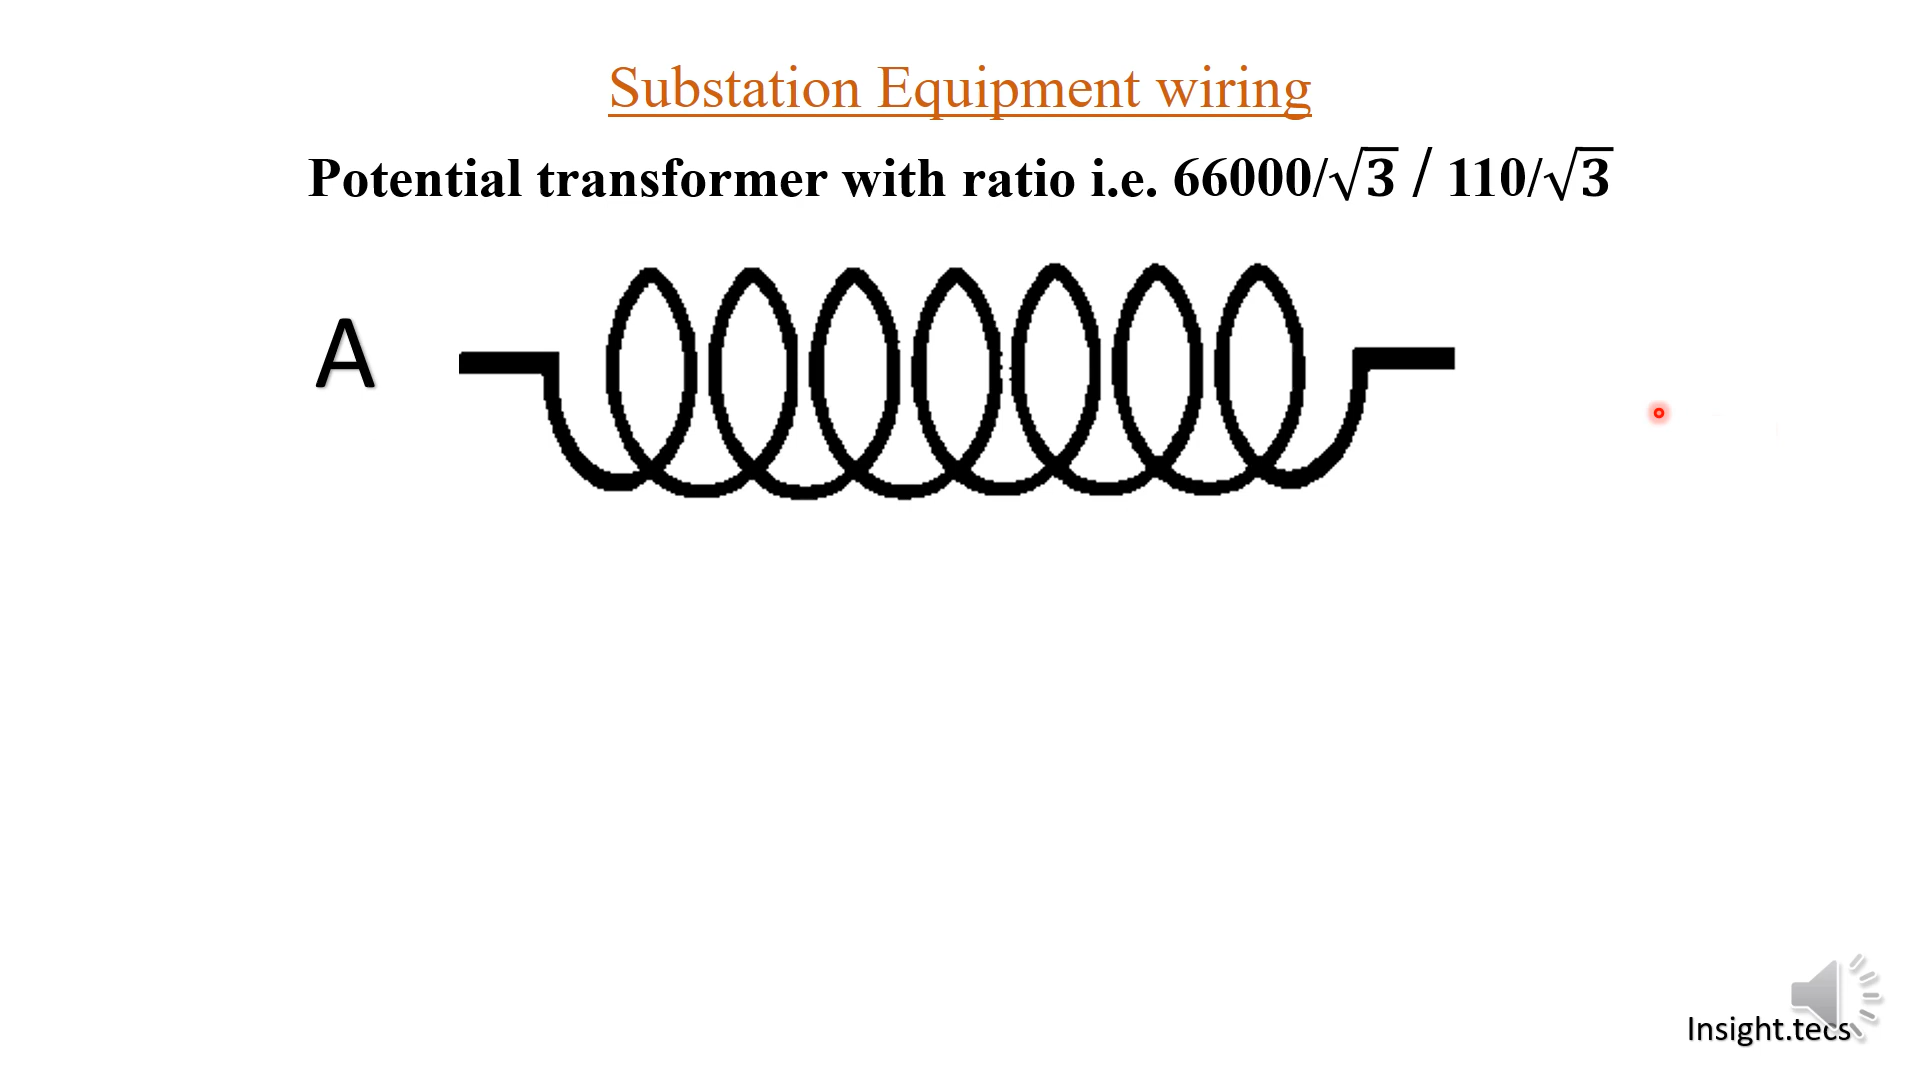 Substation Equipment wiring
Potential transformer with ratio i.e. 66000/√3 / 110/√3
A
Insight.tecs